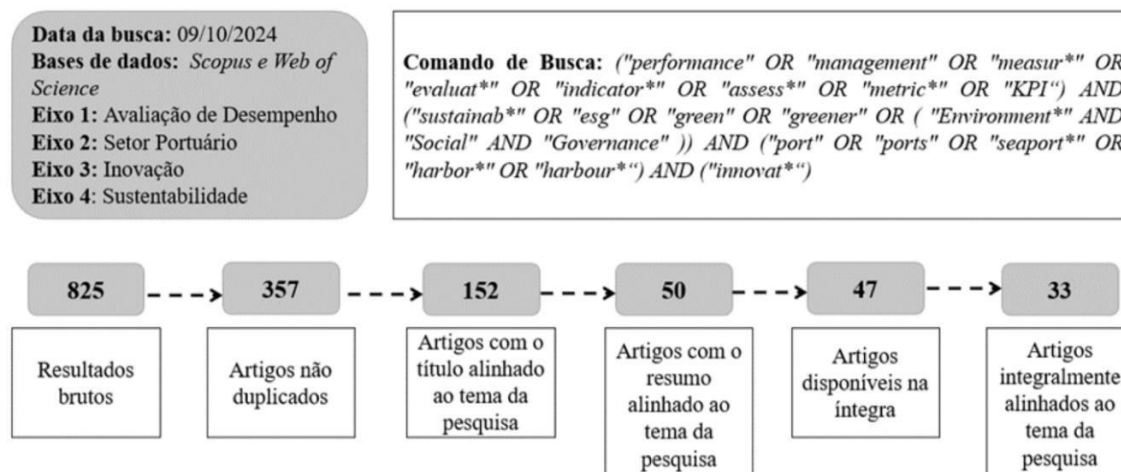 Data da busca: 09/10/2024
Bases de dados: Scopus e Web of
Science
Eixo 1: Avaliação de Desempenho
Eixo 2: Setor Portuário
Eixo 3: Inovação
Eixo 4: Sustentabilidade
Comando de Busca: ("performance" OR "management" OR "measur*" OR
"evaluat*" OR "indicator*" OR "assess*" OR "metric*" OR "KPI“) AND
("sustainab*" OR "esg" OR "green" OR "greener" OR ( "Environment*" AND
"Social" AND "Governance" )) AND ("port" OR "ports" OR "seaport*" OR
"harbor*" OR "harbour*“) AND ("innovat*“)
825
357
152
50
47
33
Resultados
brutos
Artigos não
duplicados
Artigos com o
título alinhado
ao tema da
pesquisa
Artigos com o
resumo
alinhado ao
tema da
pesquisa
Artigos
disponíveis na
íntegra
Artigos
integralmente
alinhados ao
tema da
pesquisa